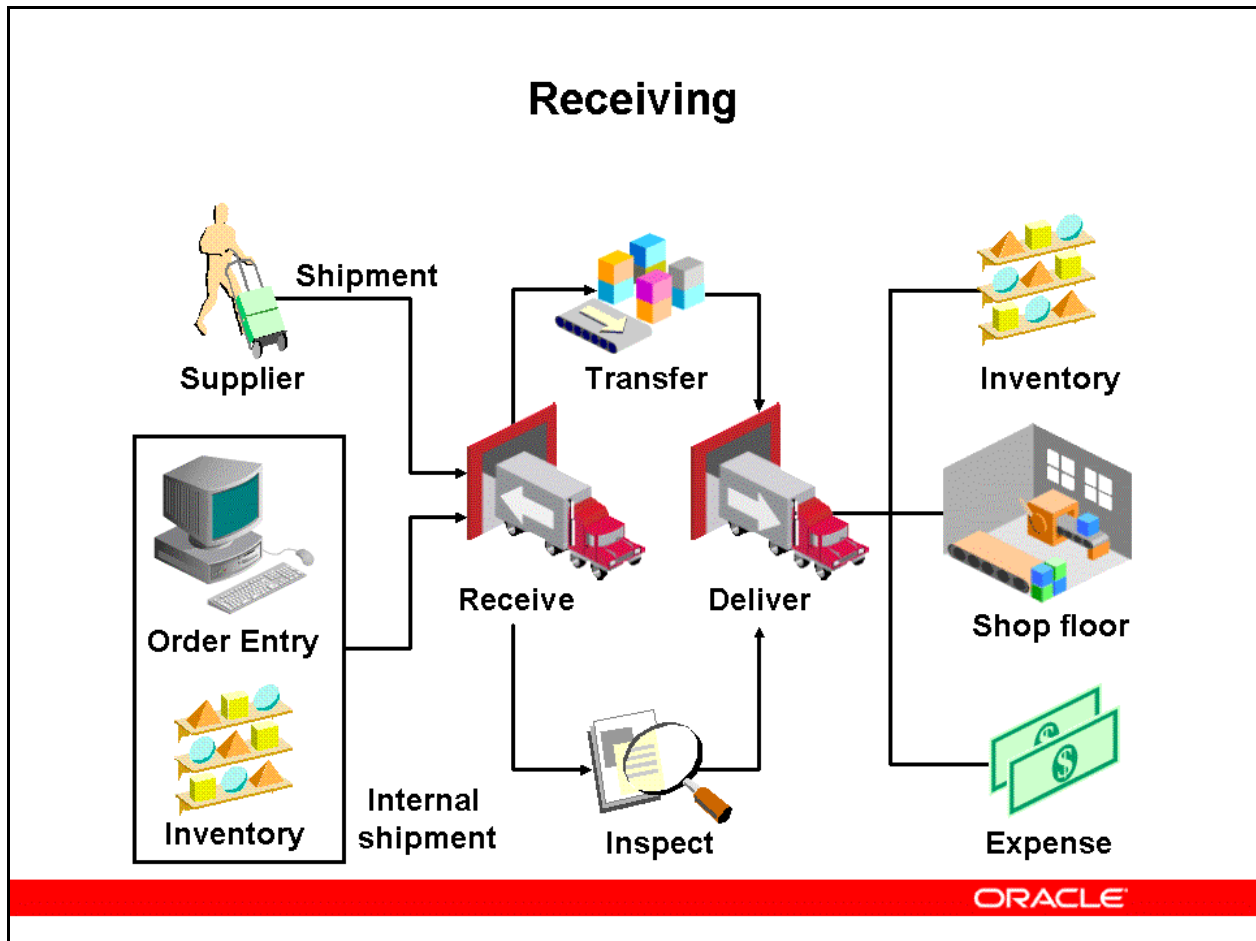 Receiving
Shipment
Supplier
Transfer
Inventory
Order Entry
Receive
Deliver
Shop floor
Inventory
Internal
shipment
Inspect
Expense
$
$
ORACLE